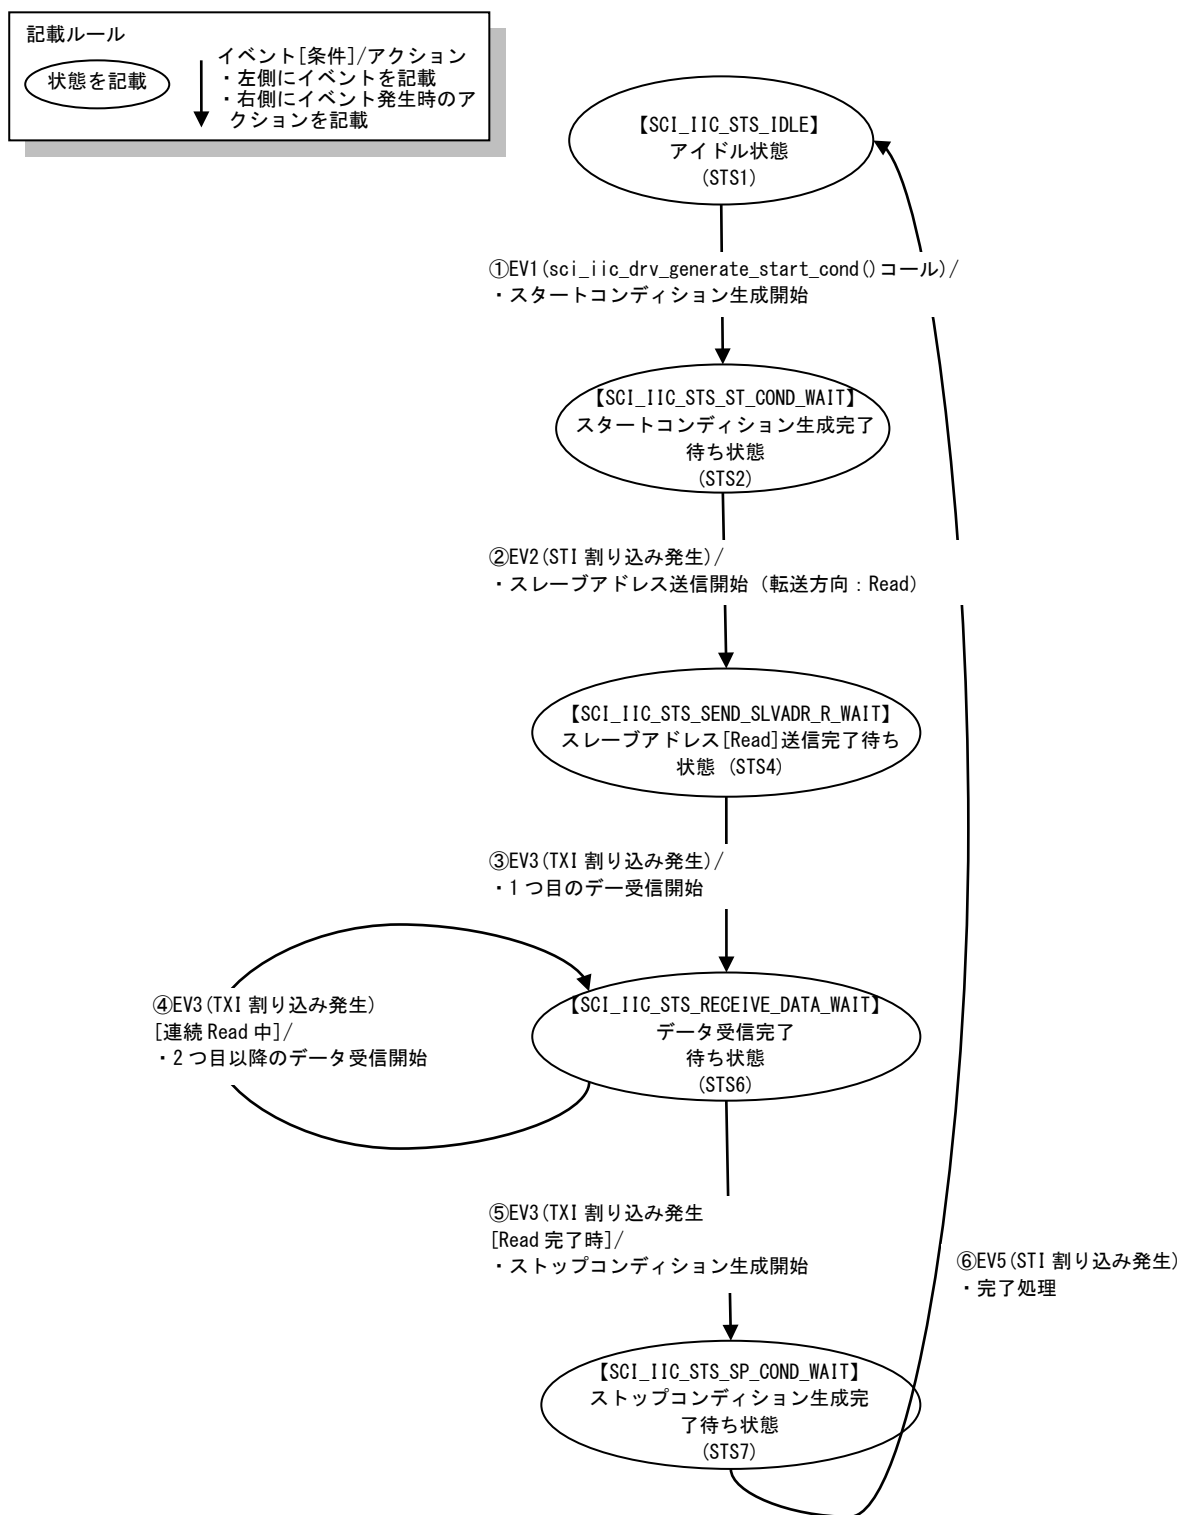 記載ルール
状態を記載
イベント[条件]/アクション
・左側にイベントを記載
・右側にイベント発生時のア
クションを記載
【SCI_IIC_STS_IDLE】
アイドル状態
(STS1)
①EV1(sci_iic_drv_generate_start_cond()コール)/
・スタートコンディション生成開始
【SCI_IIC_STS_ST_COND_WAIT】
スタートコンディション生成完了
待ち状態
(STS2)
②EV2(STI 割り込み発生)/
・スレーブアドレス送信開始（転送方向：Read）
【SCI_IIC_STS_SEND_SLVADR_R_WAIT】
スレーブアドレス[Read]送信完了待ち
状態 (STS4)
③EV3(TXI 割り込み発生)/
・1 つ目のデー受信開始
④EV3(TXI 割り込み発生)
[連続 Read 中]/
・2 つ目以降のデータ受信開始
【SCI_IIC_STS_RECEIVE_DATA_WAIT】
データ受信完了
待ち状態
(STS6)
⑤EV3(TXI 割り込み発生
[Read 完了時]/
・ストップコンディション生成開始
⑥EV5(STI 割り込み発生)
・完了処理
【SCI_IIC_STS_SP_COND_WAIT】
ストップコンディション生成完
了待ち状態
(STS7)